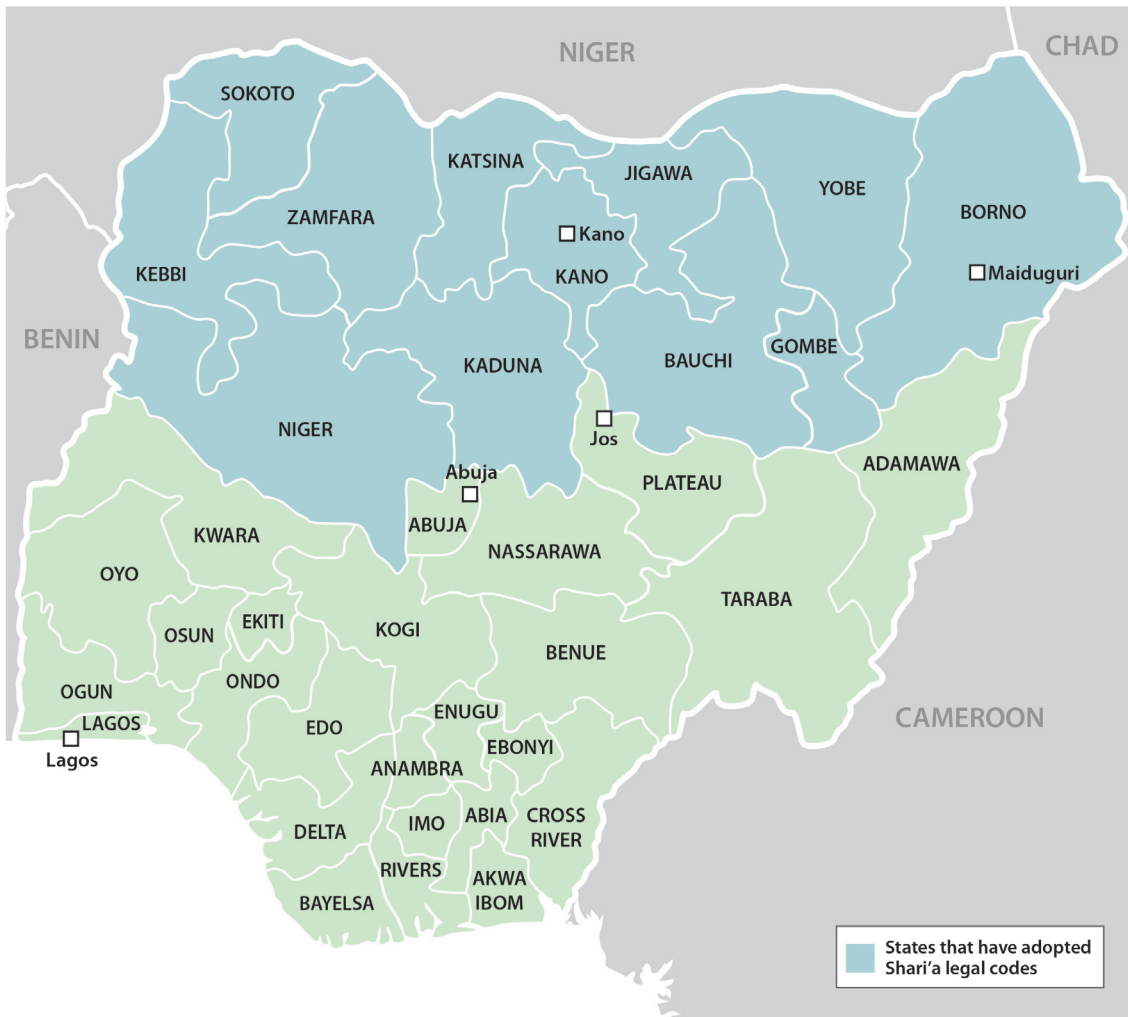 NIGER
CHAD
SOKOTO
KATSINA
JIGAWA
YOBE
ZAMFARA
BORNO
Kano
KEBBI
KANO
Maiduguri
BENIN
GOMBE
KADUNA
BAUCHI
NIGER
Jos
ADAMAWA
Abuja
PLATEAU
ABUJA
KWARA
NASSARAWA
OYO
TARABA
EKITI
OSUN
KOGI
BENUE
ONDO
OGUN
ENUGU
LAGOS
EDO
CAMEROON
EBONYI
Lagos
ANAMBRA
CROSS
RIVER
ABIA
IMO
DELTA
RIVERS
AKWA
IBOM
BAYELSA
States that have adopted
Shari'a legal codes